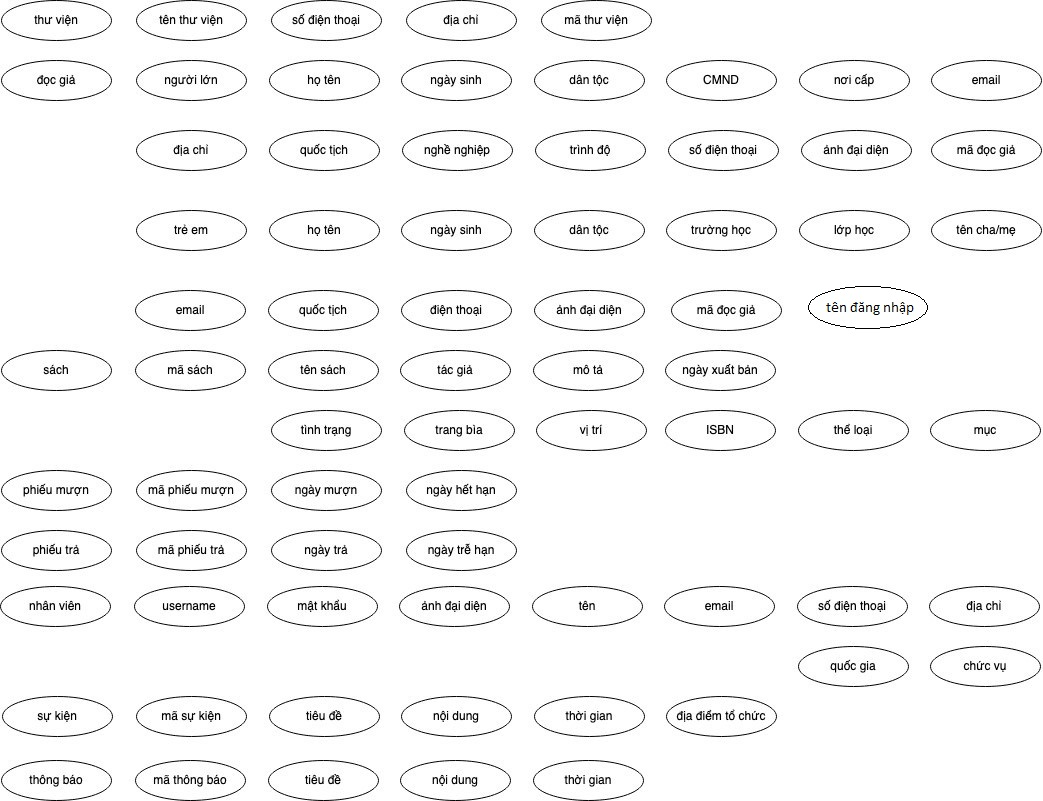 thư viện tên thư viện số điện thoại địa chỉ mã thư viện
đọc giả người lớn họ tên ngày sinh dân tộc CMND nơi cấp email
địa chỉ quốc tịch nghề nghiệp trình độ số điện thoại ảnh đại diện mã đọc giả
trẻ em họ tên ngày sinh dân tộc trường học lớp học tên cha/mẹ
email quốc tịch điện thoại ảnh đại diện mã đọc giả tên đăng nhập
sách mã sách tên sách tác giả mô tả ngày xuất bản
tình trạng trang bìa vị trí ISBN thể loại mục
phiếu mượn mã phiếu mượn ngày mượn ngày hết hạn
phiếu trả mã phiếu trả ngày trả ngày trễ hạn
nhân viên username mật khẩu ảnh đại diện tên email số điện thoại địa chỉ
quốc gia chức vụ
sự kiện mã sự kiện tiêu đề nội dung thời gian địa điểm tổ chức
thông báo mã thông báo tiêu đề nội dung thời gian